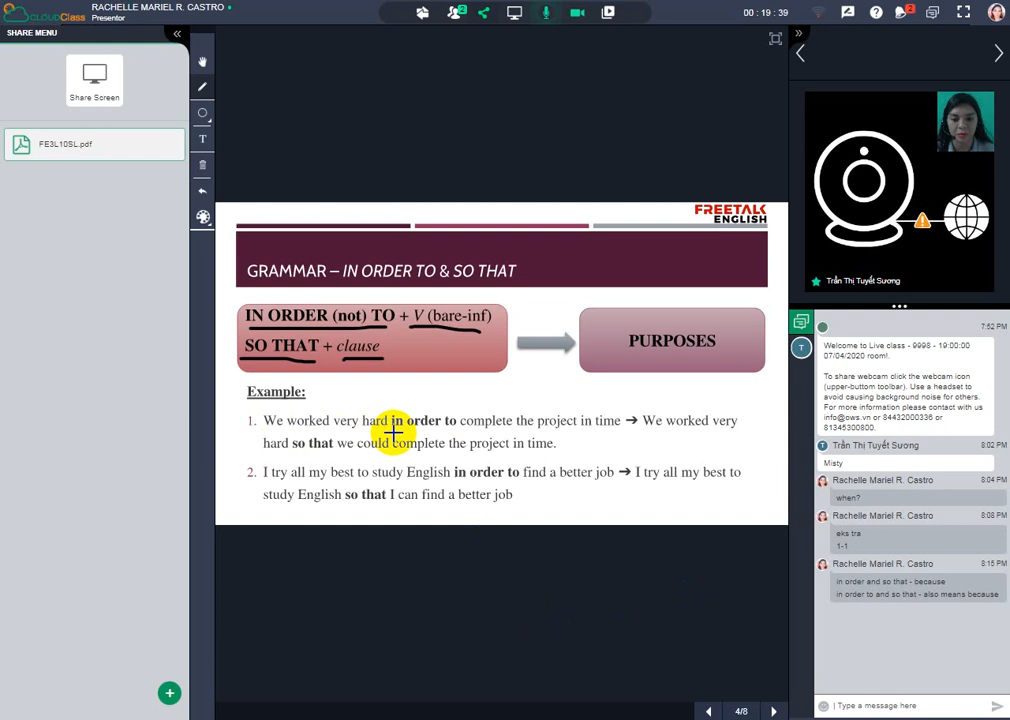 CLOUDClass
RACHELLE MARIEL R. CASTRO
Presentor
00 : 19 : 39
2
2
SHARE MENU
Share Screen
FE3L10SL.pdf
T
FREETALK
ENGLISH
GRAMMAR – IN ORDER TO & SO THAT
IN ORDER (not) TO + V (bare-inf)
SO THAT + clause
PURPOSES
Example:
1. We worked very hard in order to complete the project in time ➔ We worked very
hard so that we could complete the project in time.
2. I try all my best to study English in order to find a better job ➔ I try all my best to
study English so that I can find a better job
4/8
Trần Thị Tuyết Sương
7:52 PM
T
Welcome to Live class - 9998 - 19:00:00
07/04/2020 room!.
To share webcam click the webcam icon
(upper-buttom toolbar). Use a headset to
avoid causing background noise for others.
For more information please contact with us
info@ows.vn or 84432000336 or
81345300800.
T Trần Thị Tuyết Sương 8:02 PM
Misty
Rachelle Mariel R. Castro 8:04 PM
when?
Rachelle Mariel R. Castro 8:08 PM
eks tra
1-1
Rachelle Mariel R. Castro 8:15 PM
in order and so that - because
in order to and so that - also means because
Type a message here